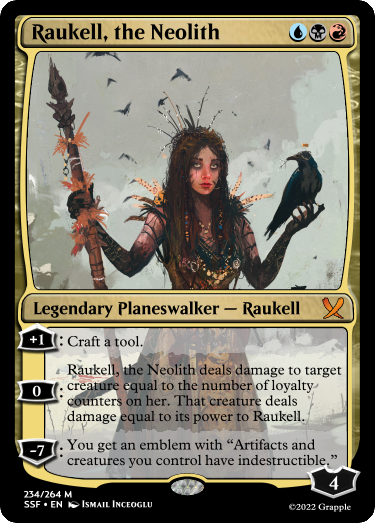 Raukell, the Neolith
Legendary Planeswalker — Raukell
+1: Craft a tool.
0: Raukell, the Neolith deals damage to target
creature equal to the number of loyalty
counters on her. That creature deals
damage equal to its power to Raukell.
-7: You get an emblem with “Artifacts and
creatures you control have indestructible.”
4
234/264 M
SSF • EN Ismail Inceoglu
©2022 Grapple